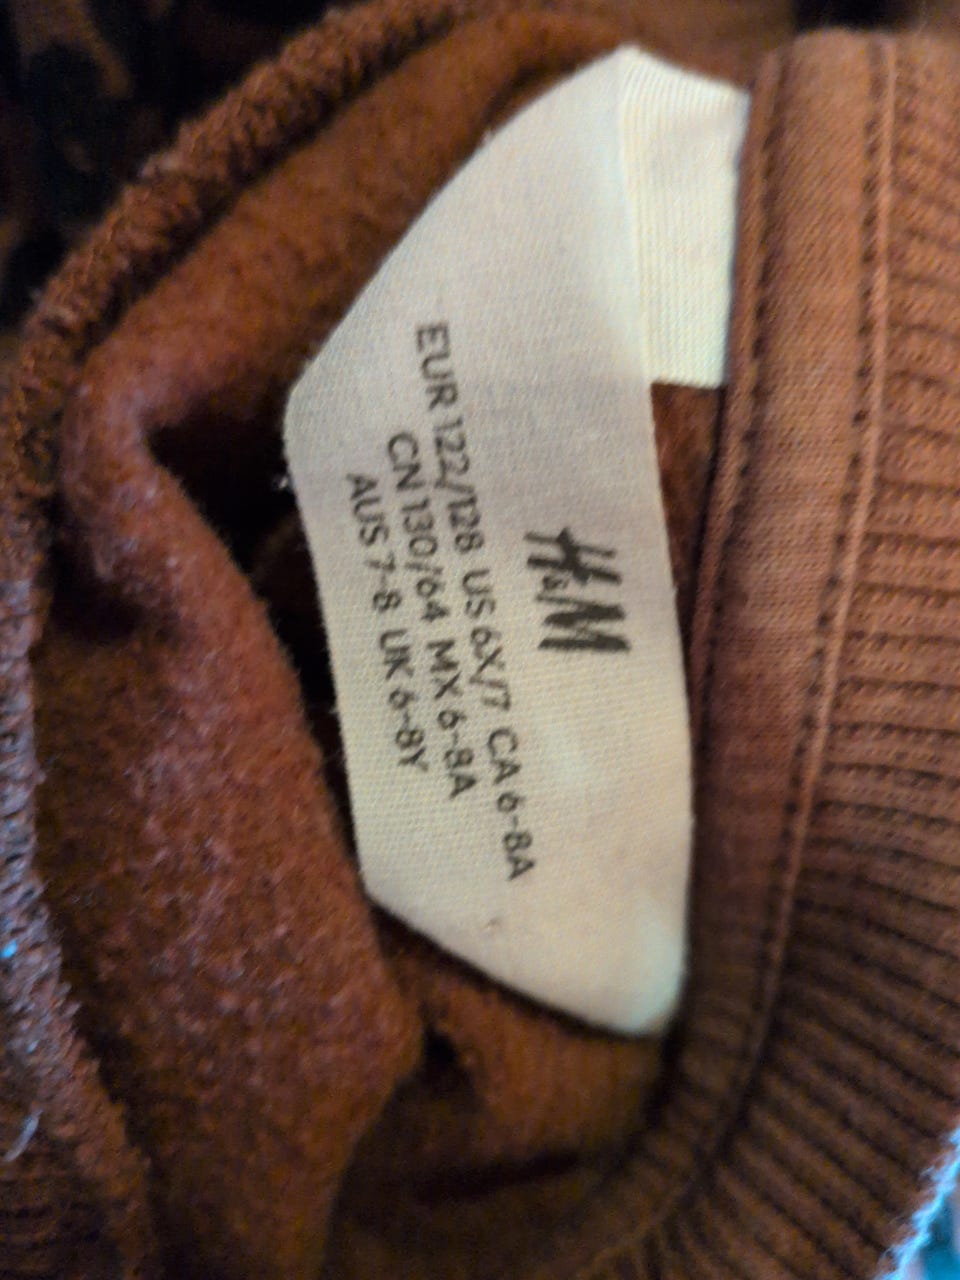 H&M
EUR 122/128 US 6X/7 CA 6-8A
CN 130/64 MX 6-8A
AUS 7-8 UK 6-8Y